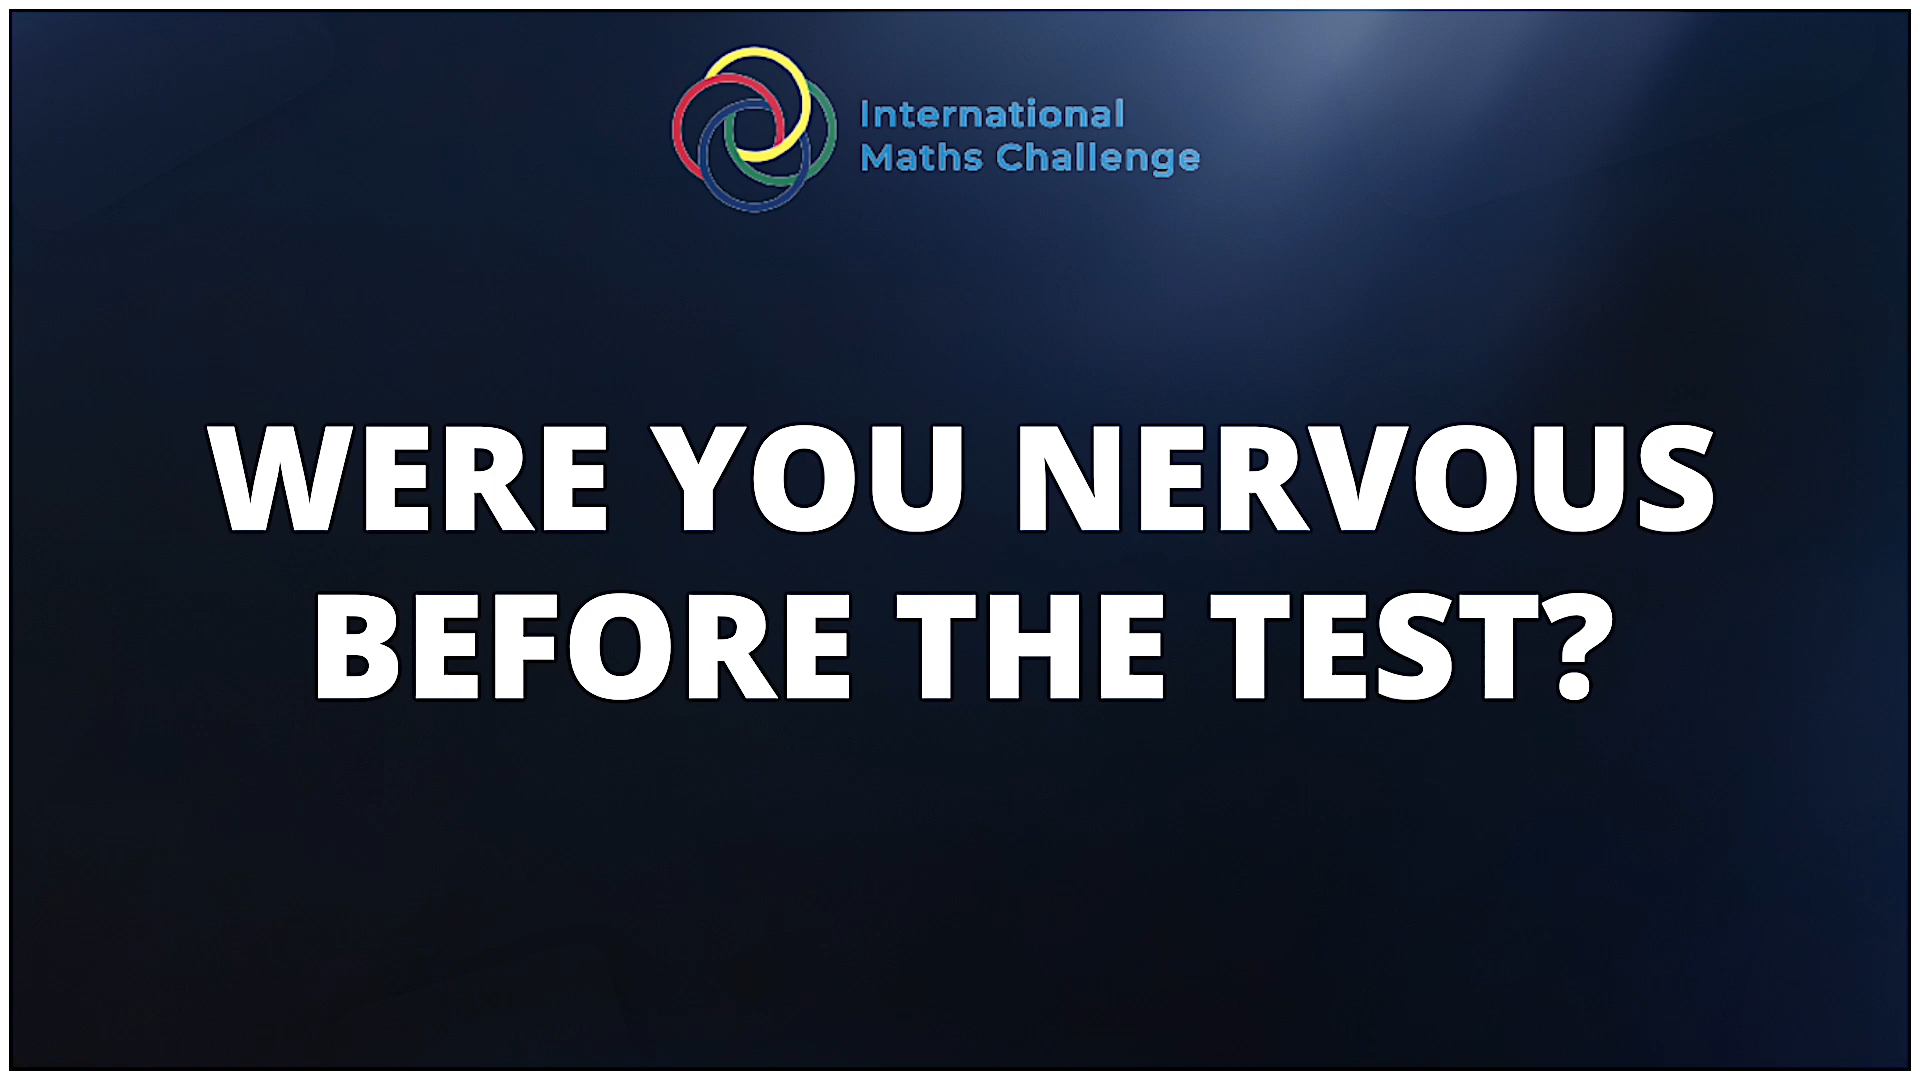 International
Maths Challenge
WERE YOU NERVOUS
BEFORE THE TEST?